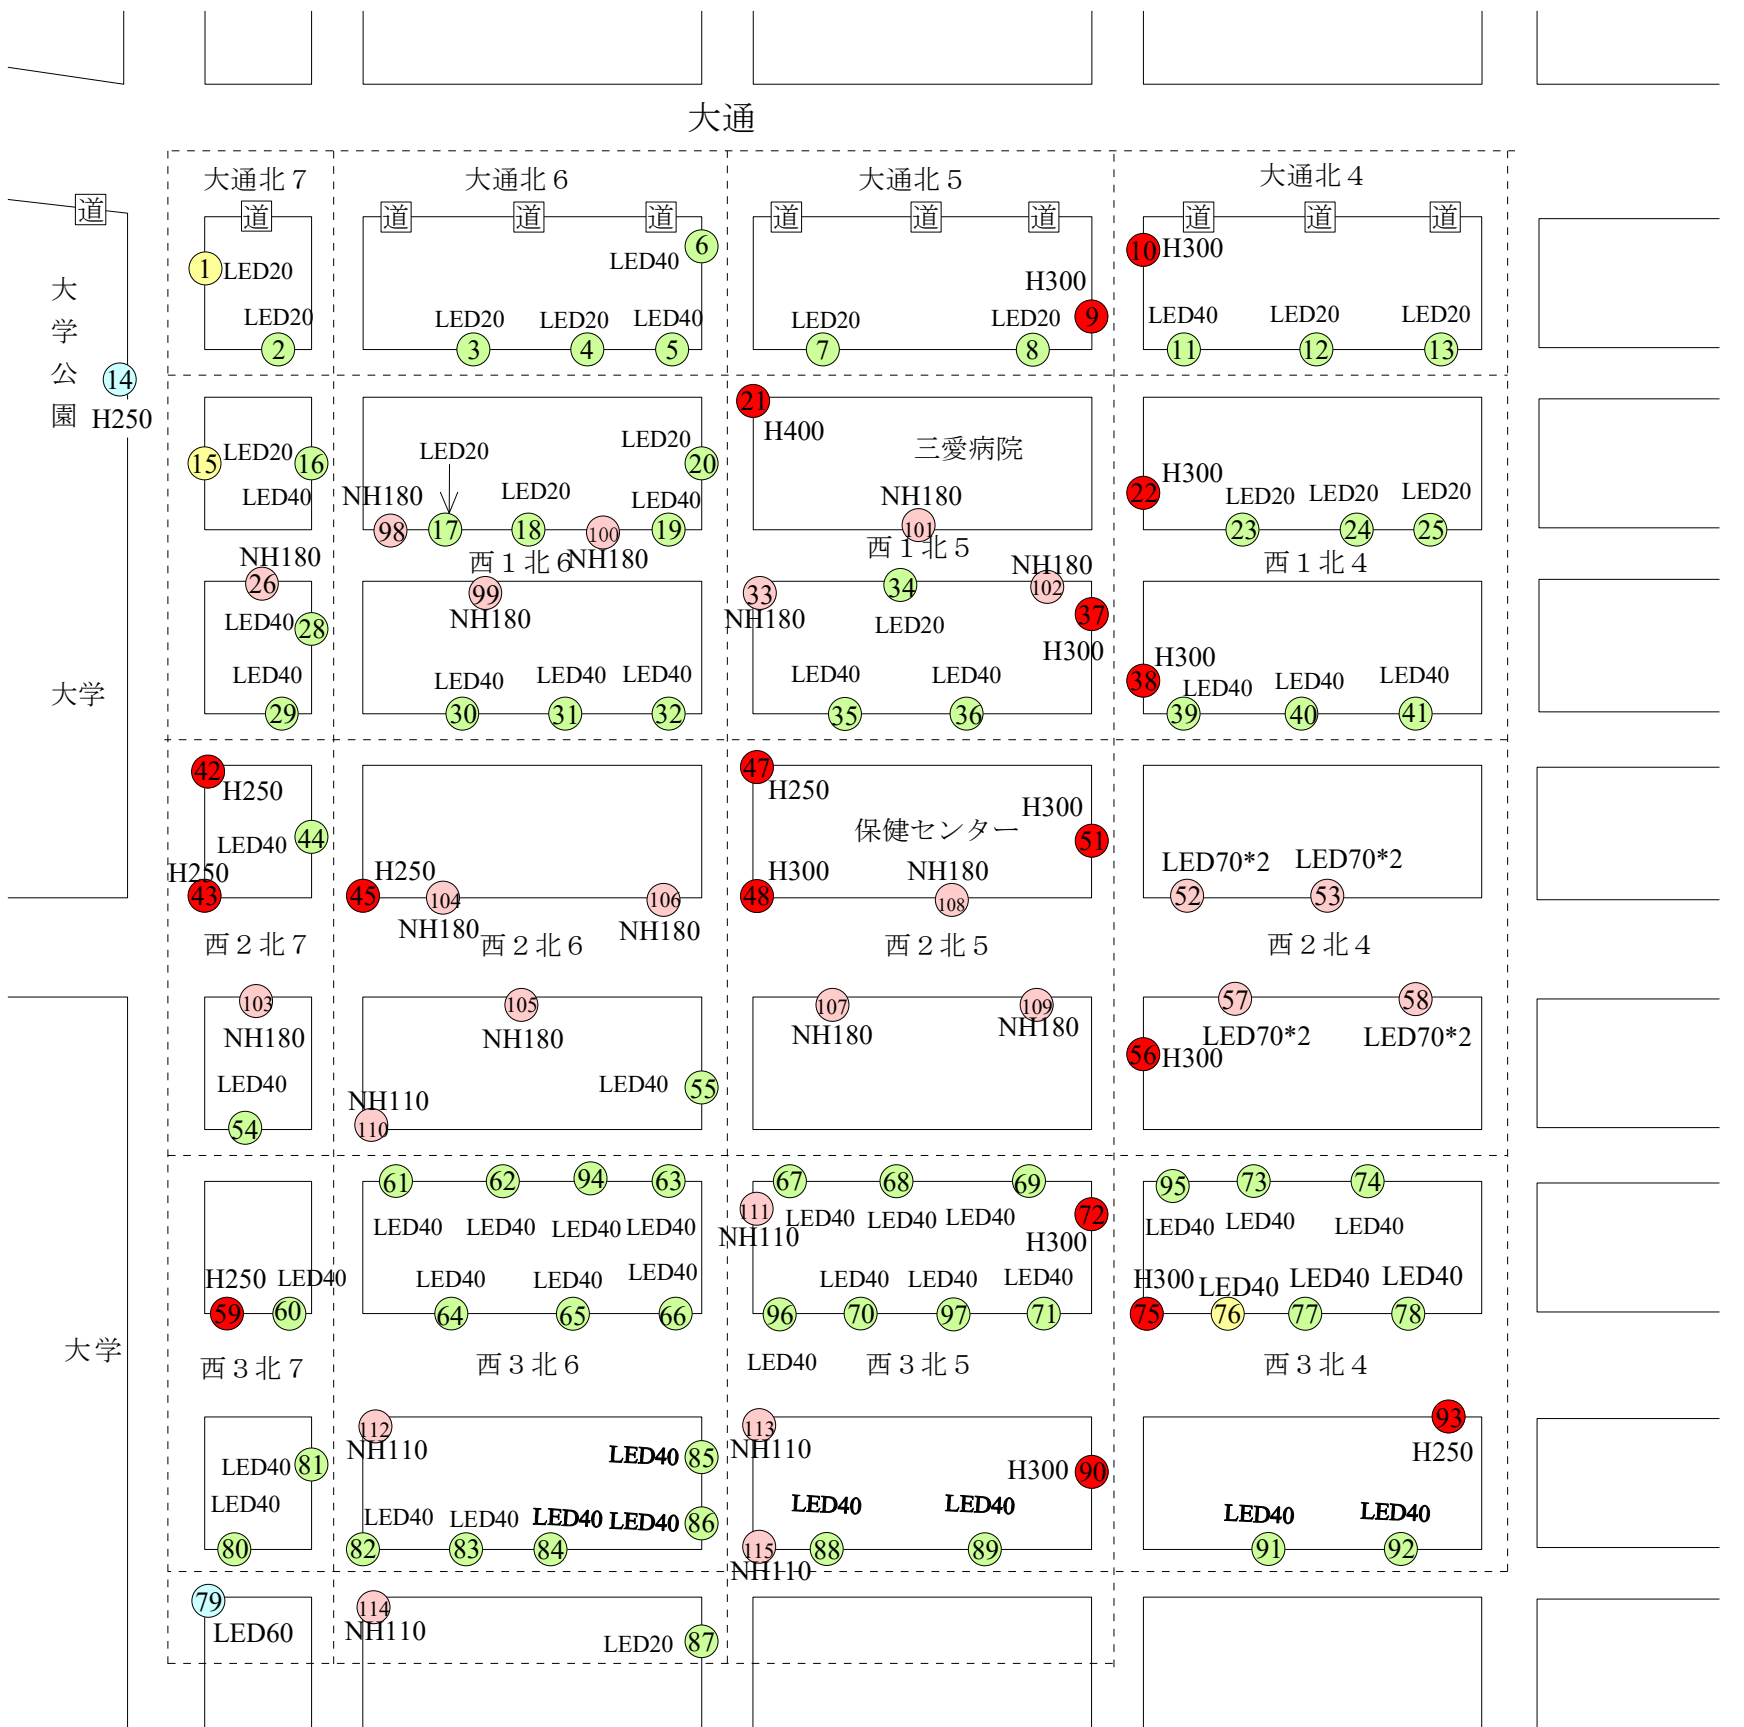 大通
大通北７
大通北６
大通北５
大通北４
道
道
道
道
道
道
道
道
道
道
道
6
10
H300
LED40
1
LED20
H300
大学公園
LED20
LED20
LED20
LED40
LED20
LED20
9
LED40
LED20
LED20
2
3
4
5
7
8
11
12
13
14
H250
21
H400
三愛病院
15
LED20
16
LED40
LED20
LED20
20
NH180
LED20
LED40
NH180
22
H300
LED20
LED20
LED20
98
17
18
100
19
101
23
24
25
NH180
西１北６
NH180
西１北５
西１北４
26
99
NH180
33
NH180
34
LED20
NH180
102
37
H300
LED40
28
LED40
29
大学
LED40
LED40
LED40
30
31
32
LED40
LED40
35
36
H300
38
LED40
LED40
LED40
39
40
41
42
H250
47
H250
H300
LED40
44
保健センター
51
H250
43
H250
45
104
NH180
106
NH180
H300
48
NH180
108
LED70*2
LED70*2
52
53
西２北７
西２北６
西２北５
西２北４
103
NH180
105
NH180
107
NH180
109
NH180
57
LED70*2
58
LED70*2
56
H300
LED40
54
NH110
110
LED40
55
61
62
94
63
67
68
69
95
73
74
LED40
LED40
LED40
LED40
111
NH110
LED40
LED40
LED40
72
H300
LED40
LED40
LED40
H250
LED40
LED40
LED40
LED40
LED40
LED40
LED40
H300
LED40
LED40
LED40
59
60
64
65
66
96
70
97
71
75
76
77
78
大学
LED40
西３北７
西３北６
西３北５
西３北４
112
NH110
113
NH110
93
H250
LED40
81
LED40
85
H300
90
LED40
80
LED40
LED40
LED40
LED40
86
82
83
84
LED40
LED40
115
NH110
88
89
LED40
LED40
91
92
79
LED60
114
NH110
LED20
87